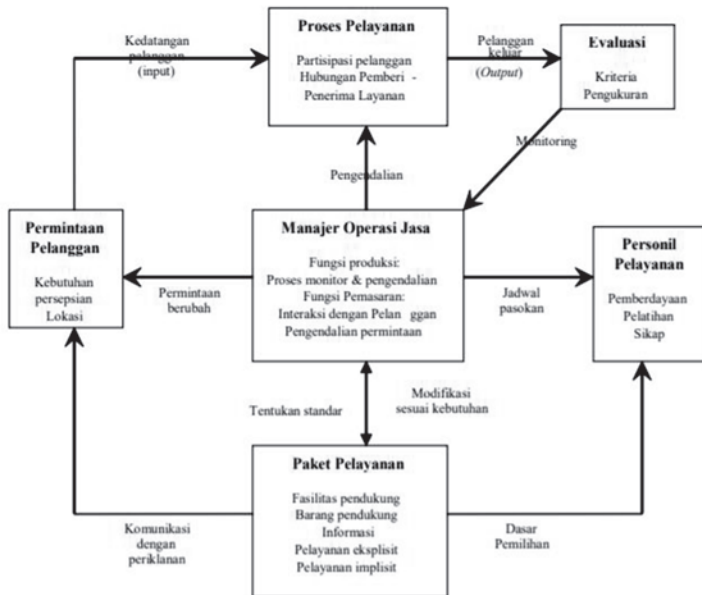 Proses Pelayanan
Partisipasi pelanggan
Hubungan Pemberi -
Penerima Layanan
Kedatangan
palanggan
(input)
Pelanggan
keluar
(Output)
Evaluasi
Kriteria
Pengukuran
Monitoring
Pengendalian
Permintaan
Pelanggan
Kebutuhan
persepsian
Lokasi
Permintaan
berubah
Manajer Operasi Jasa
Fungsi produksi:
Proses monitor & pengendalian
Fungsi Pemasaran:
Interaksi dengan Pelan ggan
Pengendalian permintaan
Jadwal
pasokan
Personil
Pelayanan
Pemberdayaan
Pelatihan
Sikap
Tentukan standar
Modifikasi
sesuai kebutuhan
Paket Pelayanan
Fasilitas pendukung
Barang pendukung
Informasi
Pelayanan eksplisit
Pelayanan implisit
Komunikasi
dengan
periklanan
Dasar
Pemilihan